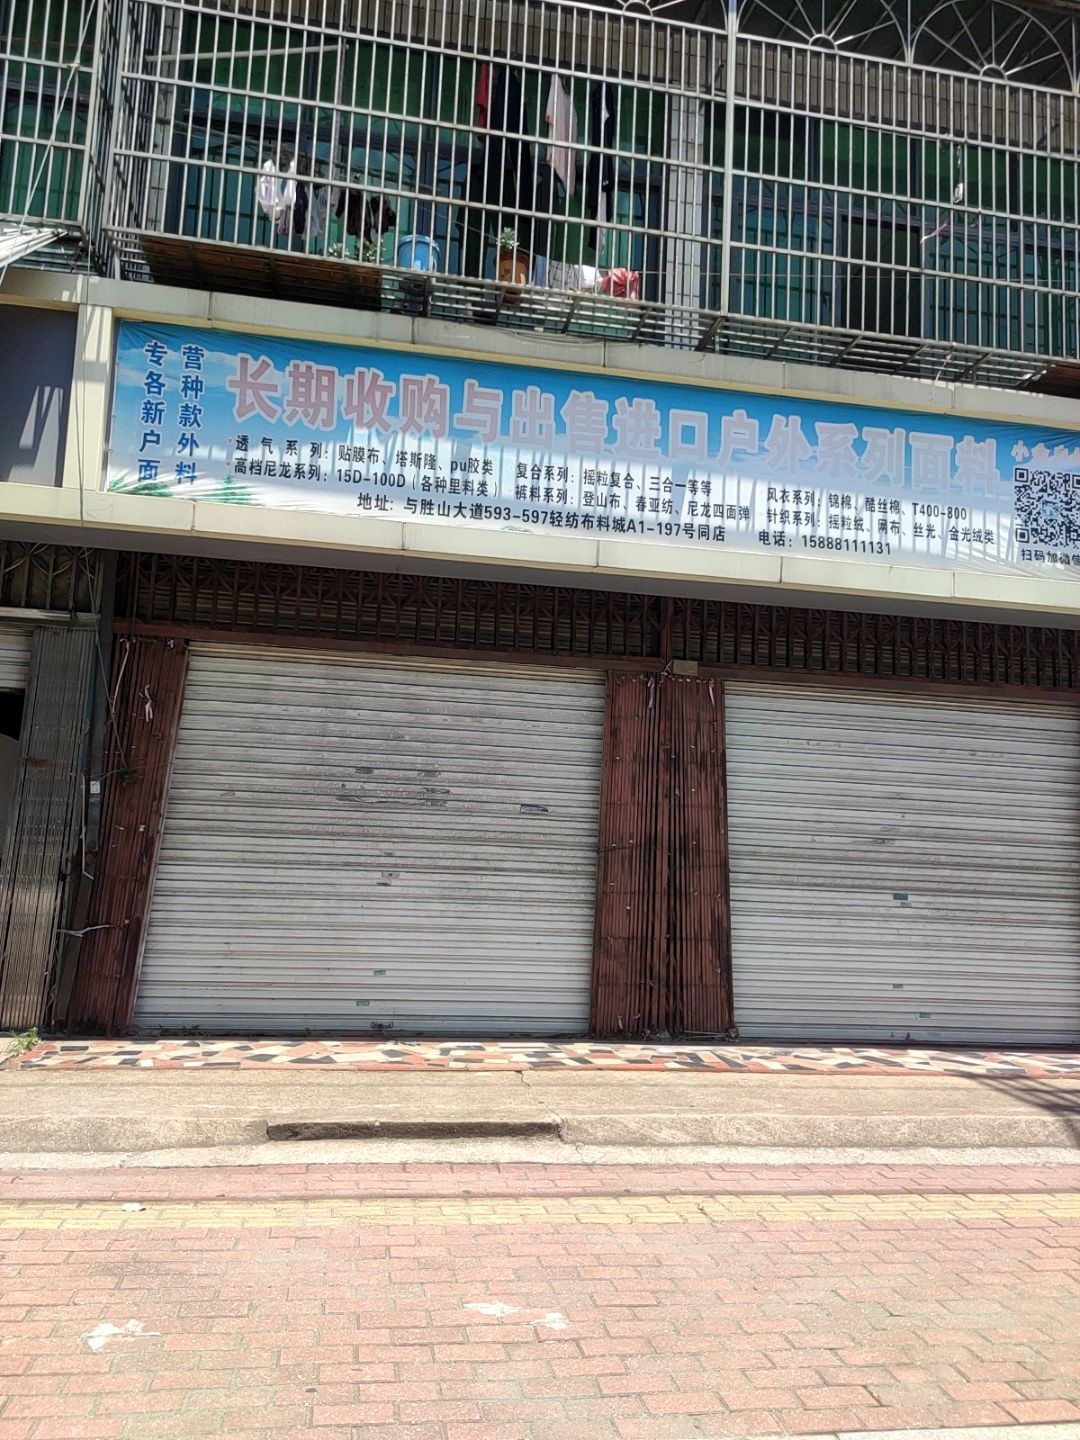 专营
各种
新款
户外
面料
长期收购与出售进口户外系列面料
透气系列：贴膜布、塔斯隆、pu胶类
复合系列：摇粒复合、三合一等等
风衣系列：锦棉、酷丝棉、T400-800
高档尼龙系列：15D-100D（各种里料类）
裤料系列：登山布、春亚纺、尼龙四面弹
针织系列：摇粒绒、网布、丝光、金光绒类
地址：与胜山大道593-597轻纺布料城A1-197号同店
电话：15888111131
扫码加微信